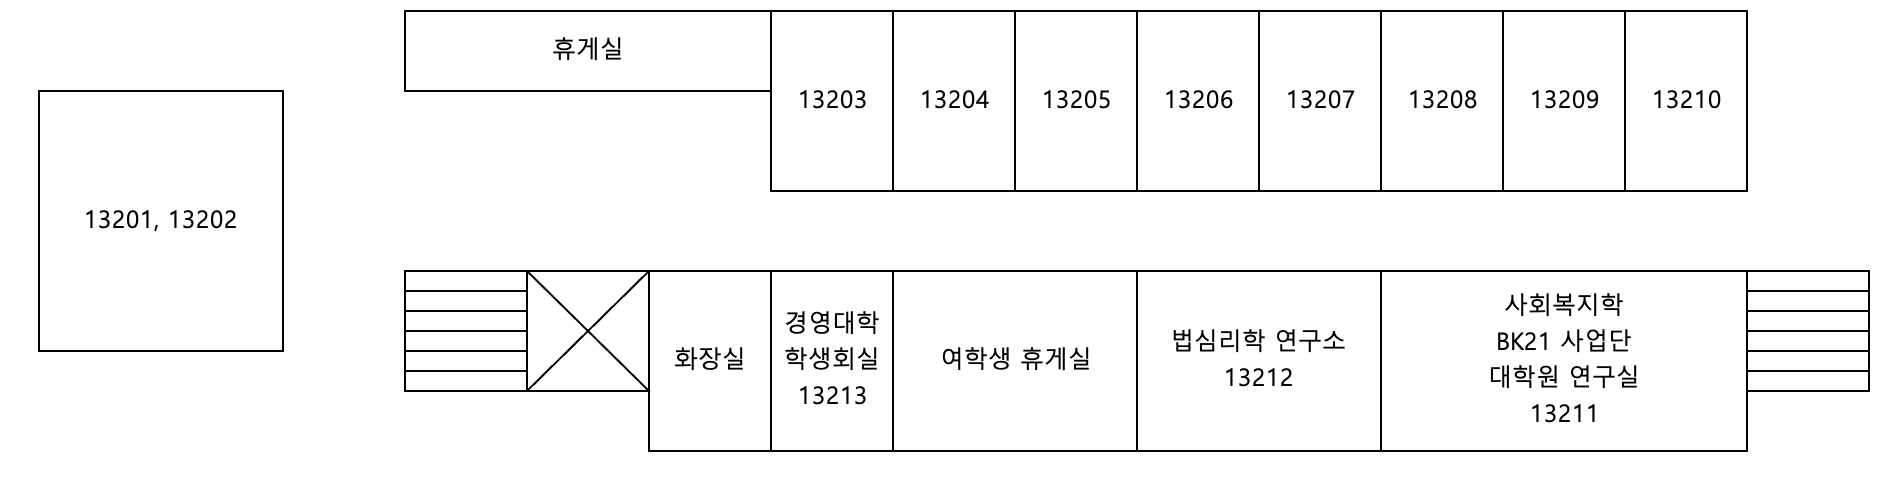 휴게실
13203
13204
13205
13206
13207
13208
13209
13210
13201, 13202
화장실
경영대학
학생회실
13213
여학생 휴게실
법심리학 연구소
13212
사회복지학
BK21 사업단
대학원 연구실
13211